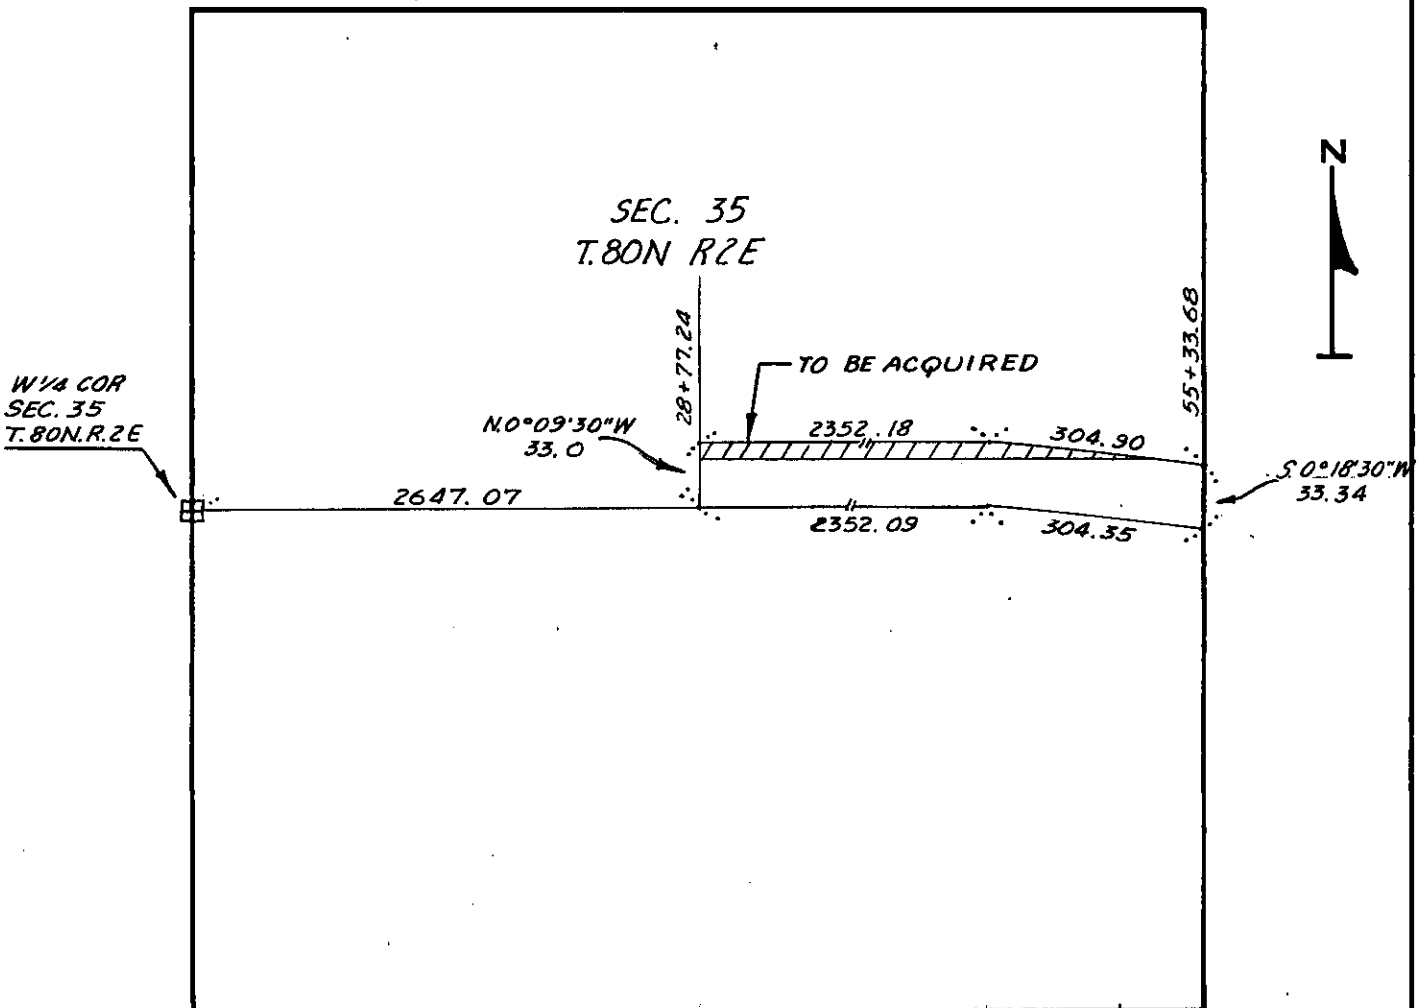 N
SEC. 35
T.80N R2E
28+77.24
55+33.68
TO BE ACQUIRED
W 1/4 COR
SEC. 35
T.80N.R.2E
N.0°09'30"W
33.0
2352.18
304.90
S.0°18'30"W
33.34
2647.07
2352.09
304.35